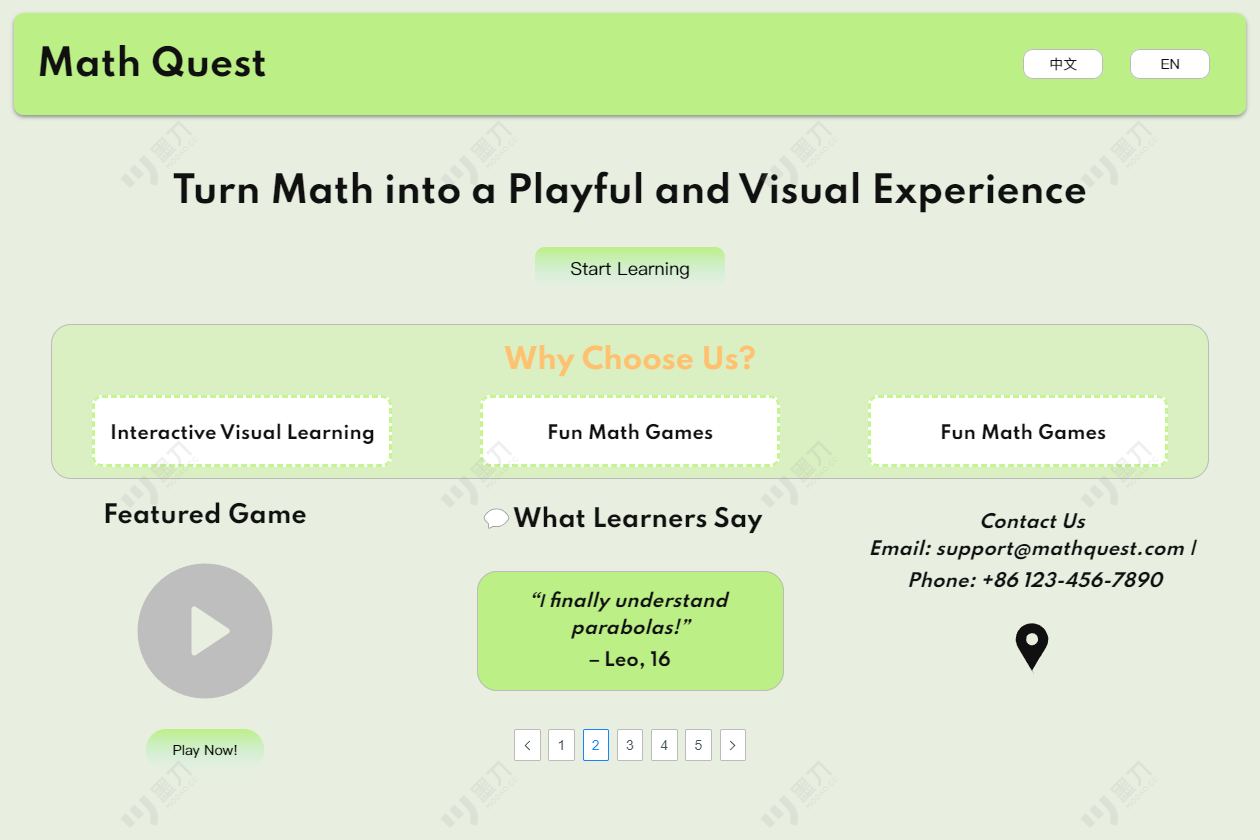 Math Quest
中文
EN
Turn Math into a Playful and Visual Experience
Start Learning
Why Choose Us?
Interactive Visual Learning
Fun Math Games
Fun Math Games
Featured Game
What Learners Say
“I finally understand
parabolas!”
– Leo, 16
Contact Us
Email: support@mathquest.com |
Phone: +86 123-456-7890
Play Now!
1
2
3
4
5
墨刀